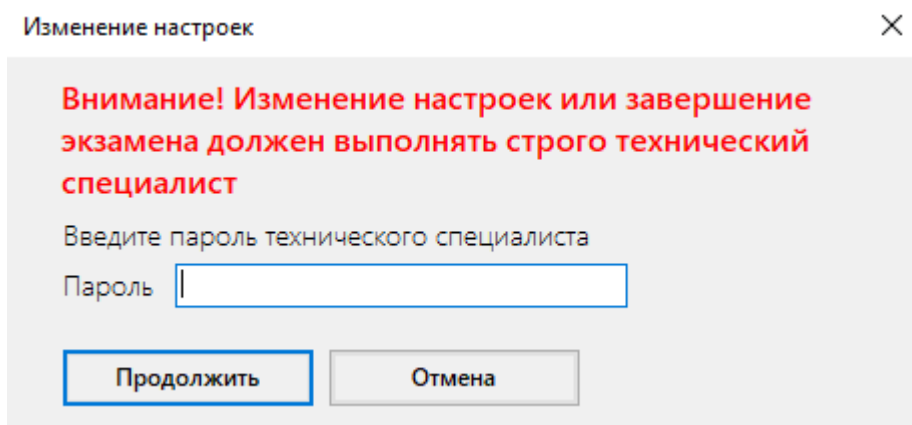 Изменение настроек
Внимание! Изменение настроек или завершение
экзамена должен выполнять строго технический
специалист
Введите пароль технического специалиста
Пароль
Продолжить Отмена